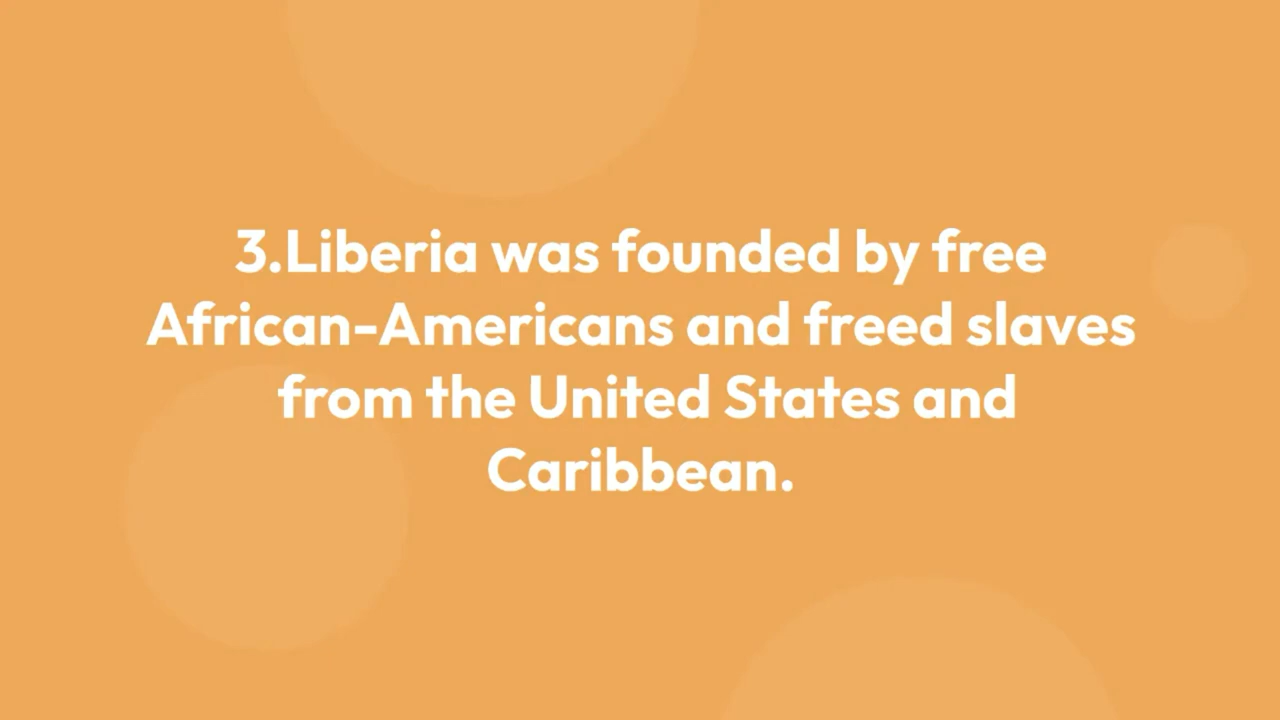 3.Liberia was founded by free
African-Americans and freed slaves
from the United States and
Caribbean.